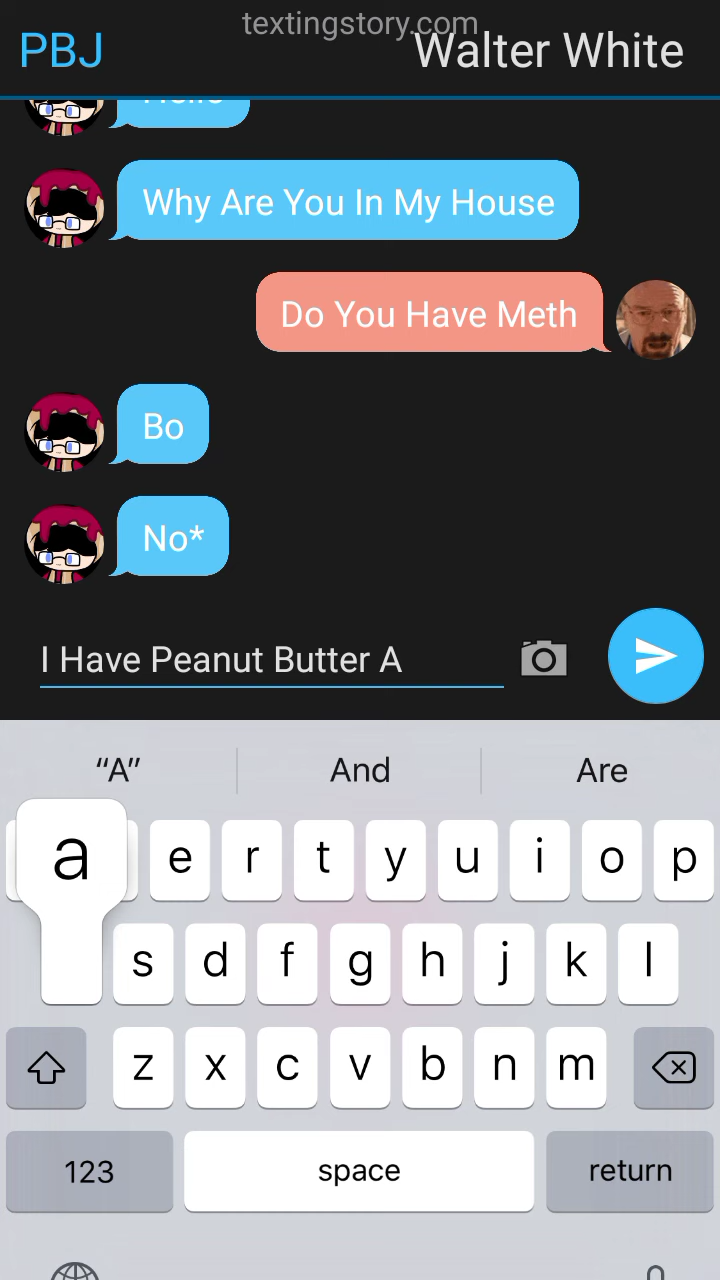 textingstory.com
PBJ
Walter White
Hello
Why Are You In My House
Do You Have Meth
Bo
No*
I Have Peanut Butter A
“A”
And
Are
a
e r t y u i o p
s d f g h j k l
z x c v b n m
123
space
return